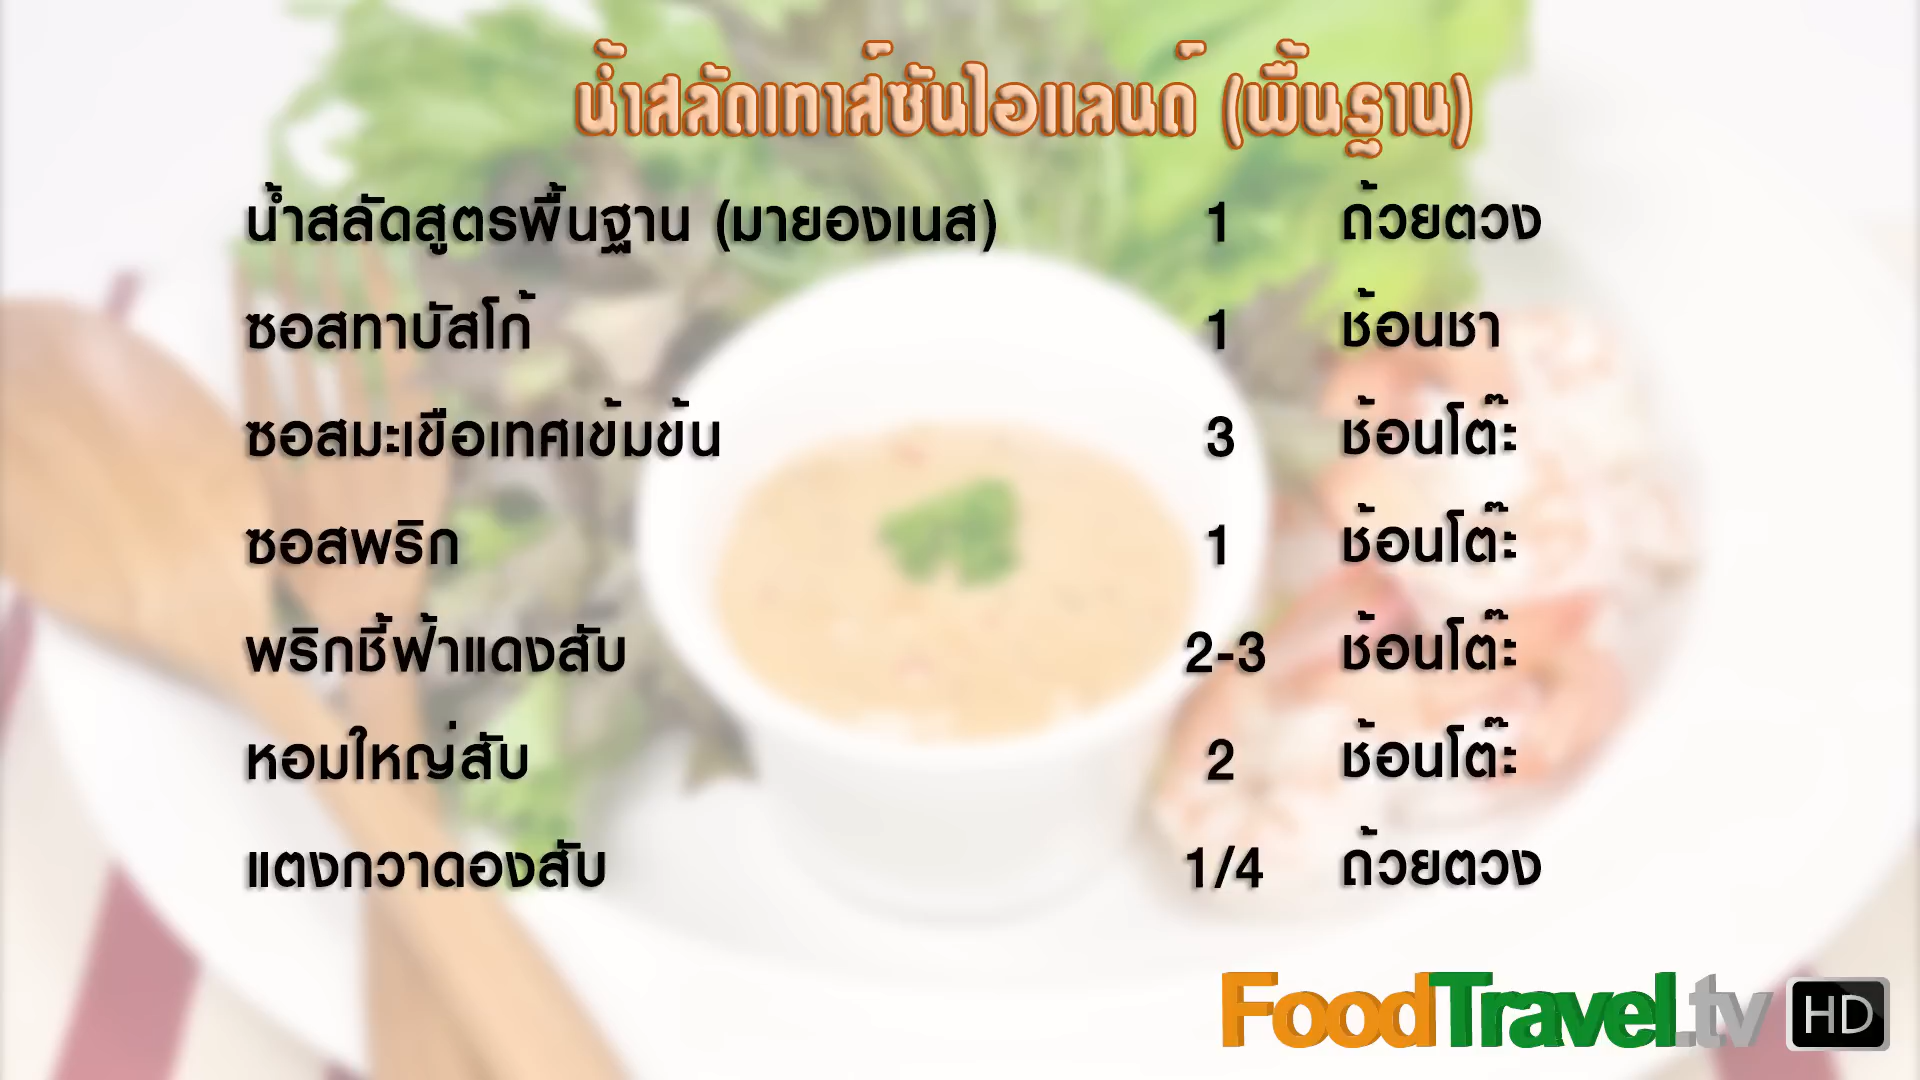 น้ำสลัดเทาส์ซันไอแลนด์ (พื้นฐาน)
น้ำสลัดสูตรพื้นฐาน (มายองเนส) 1 ถ้วยตวง
ซอสทาบัสโก้ 1 ช้อนชา
ซอสมะเขือเทศเข้มข้น 3 ช้อนโต๊ะ
ซอสพริก 1 ช้อนโต๊ะ
พริกชี้ฟ้าแดงสับ 2-3 ช้อนโต๊ะ
หอมใหญ่สับ 2 ช้อนโต๊ะ
แตงกวาดองสับ 1/4 ถ้วยตวง
FoodTravel.tv HD